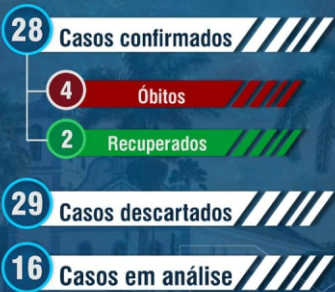 28 Casos confirmados
4 Óbitos
2 Recuperados
29 Casos descartados
16 Casos em análise